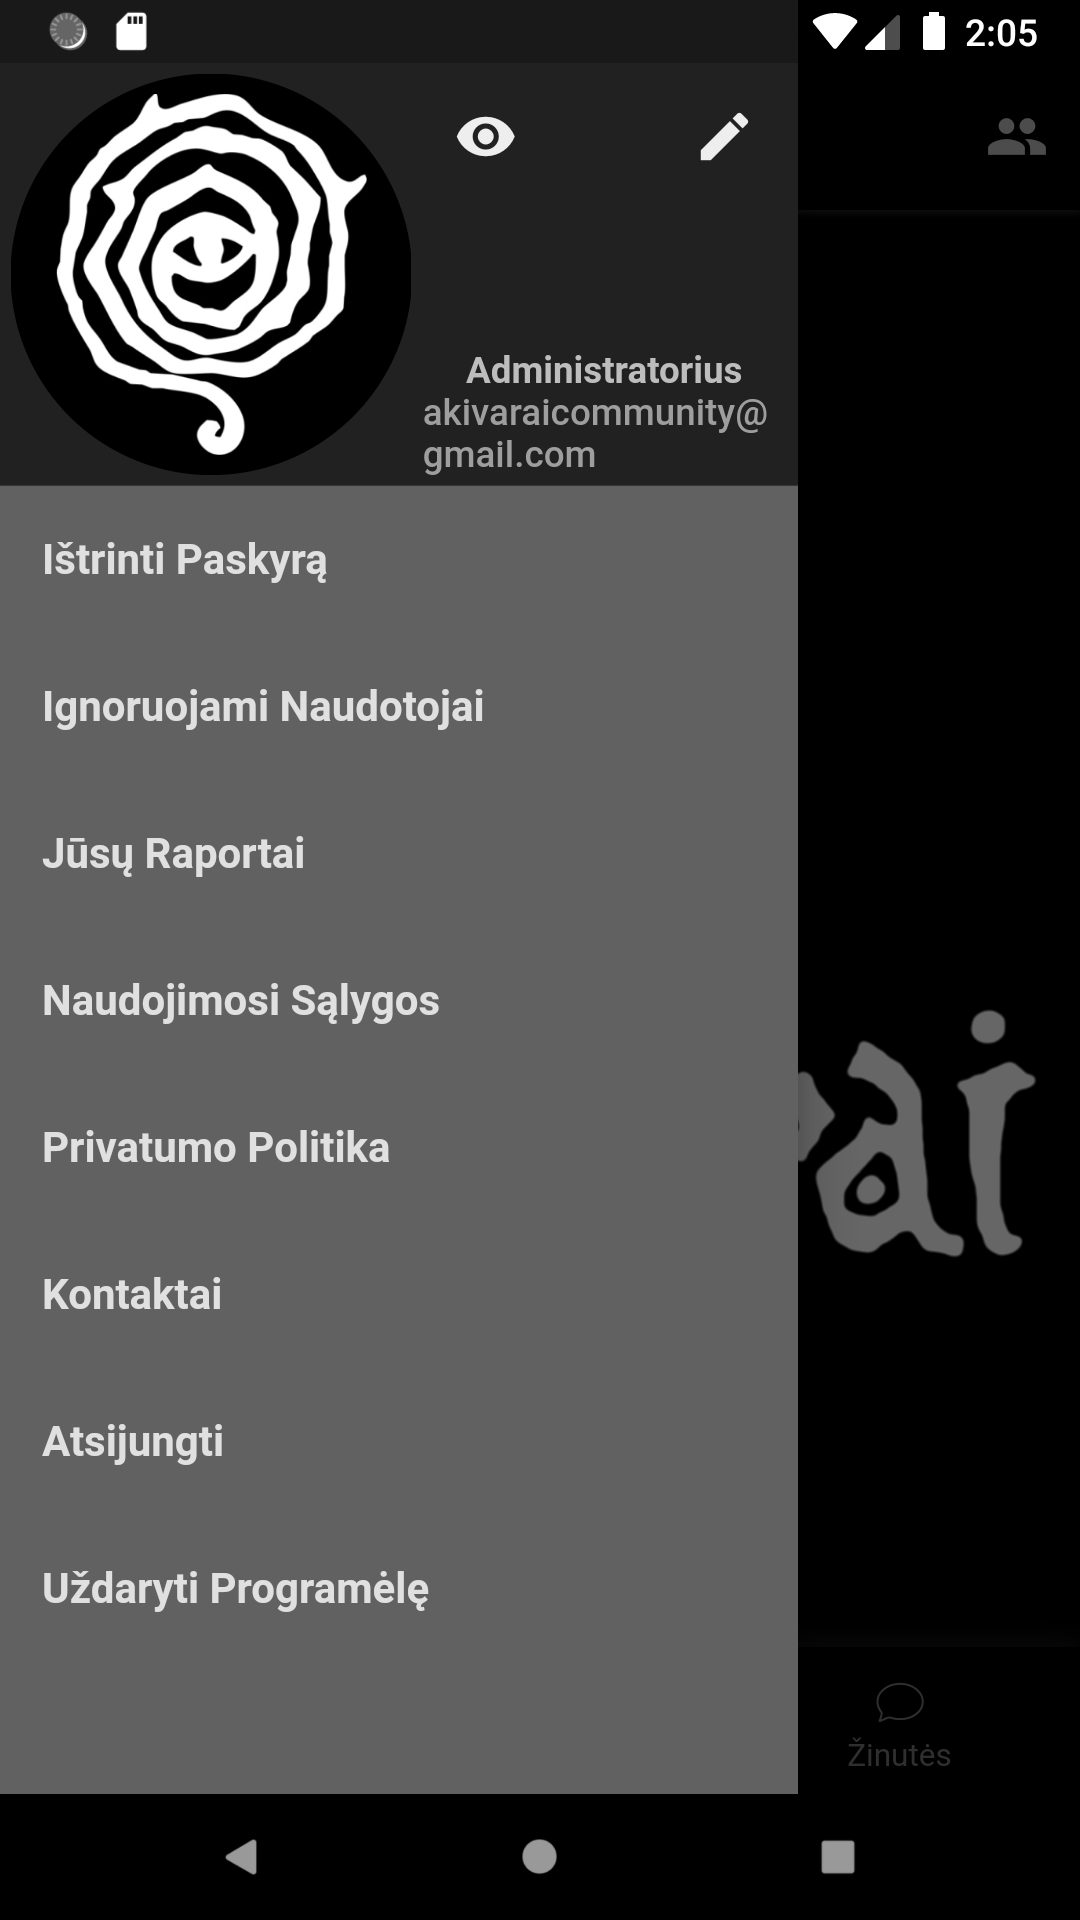 2:05
Administratorius
akivaraicommunity@
gmail.com
Ištrinti Paskyrą
Ignoruojami Naudotojai
Jūsų Raportai
Naudojimosi Sąlygos
Privatumo Politika
Kontaktai
Atsijungti
Uždaryti Programėlę
ai
Žinutės